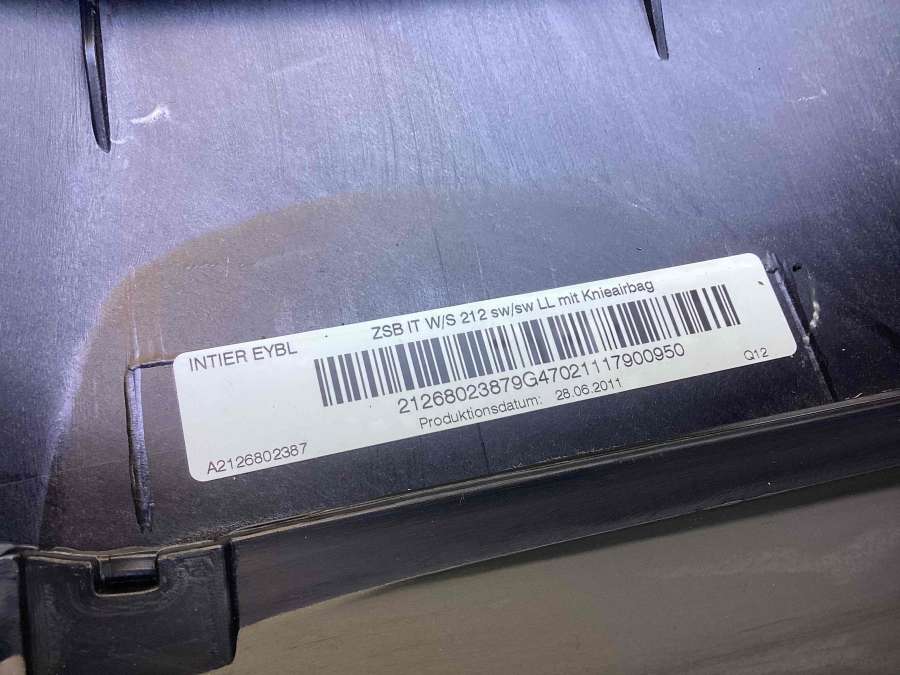 ZSB IT W/S 212 sw/sw LL mit Knieairbag
INTIER EYBL
21268023879G47021117900950
Produktionsdatum: 28.06.2011
Q12
A2126802387